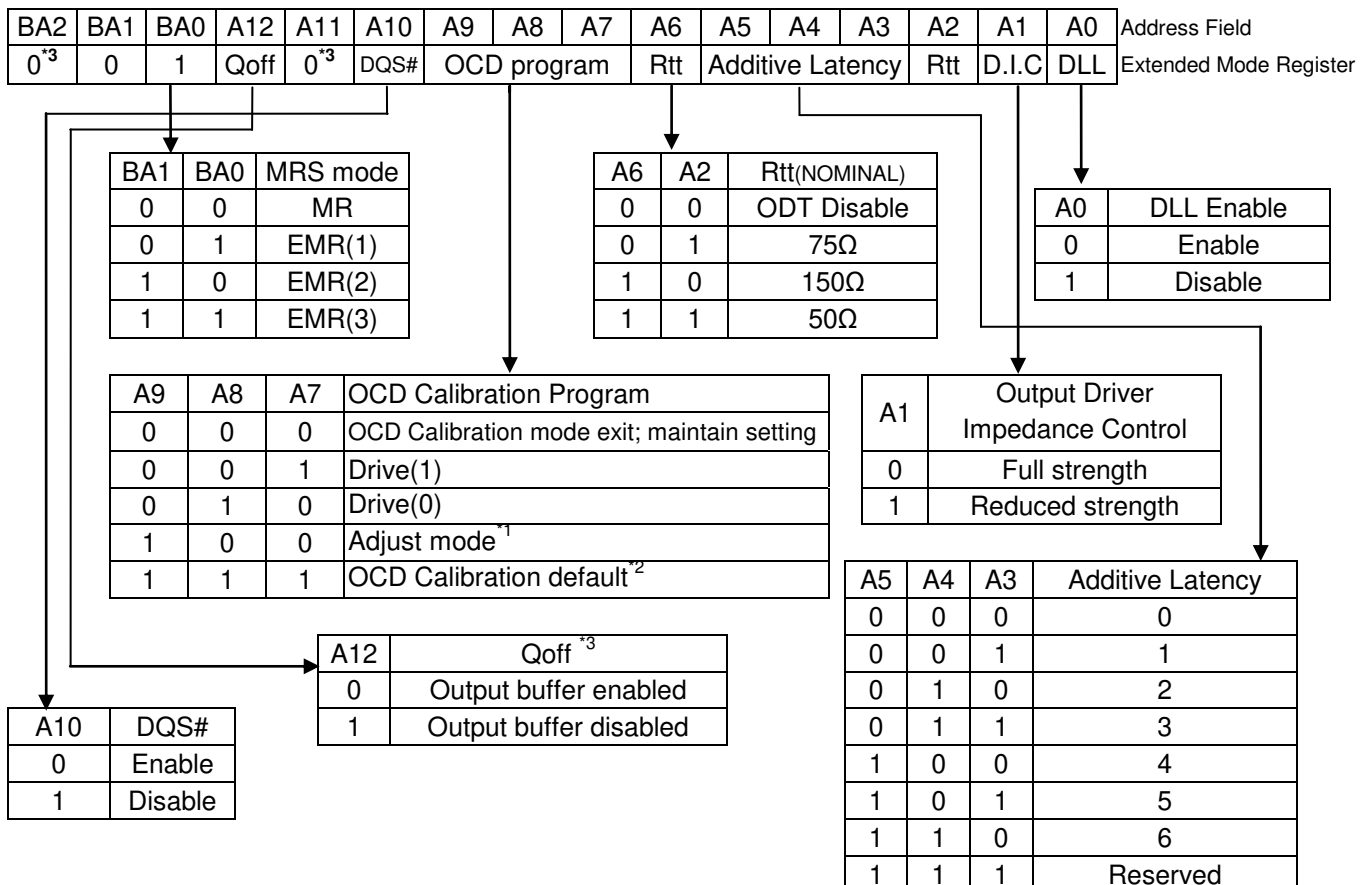 BA2 BA1 BA0 A12 A11 A10 A9 A8 A7 A6 A5 A4 A3 A2 A1 A0 Address Field
0*3 0 1 Qoff 0*3 DQS# OCD program Rtt Additive Latency Rtt D.I.C DLL Extended Mode Register
BA1 BA0 MRS mode
0 0 MR
0 1 EMR(1)
1 0 EMR(2)
1 1 EMR(3)
A6 A2 Rtt(NOMINAL)
0 0 ODT Disable
0 1 75Ω
1 0 150Ω
1 1 50Ω
A0 DLL Enable
0 Enable
1 Disable
A9 A8 A7 OCD Calibration Program
0 0 0 OCD Calibration mode exit; maintain setting
0 0 1 Drive(1)
0 1 0 Drive(0)
1 0 0 Adjust mode*1
1 1 1 OCD Calibration default*2
A1 Output Driver
Impedance Control
0 Full strength
1 Reduced strength
A12 Qoff *3
0 Output buffer enabled
1 Output buffer disabled
A10 DQS#
0 Enable
1 Disable
A5 A4 A3 Additive Latency
0 0 0 0
0 0 1 1
0 1 0 2
0 1 1 3
1 0 0 4
1 0 1 5
1 1 0 6
1 1 1 Reserved